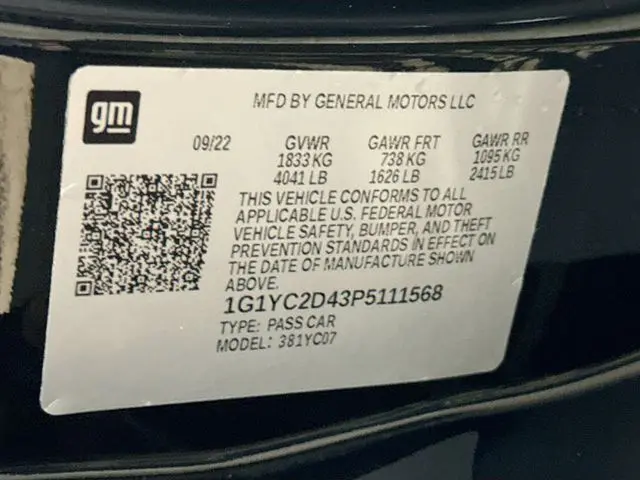 gm
MFD BY GENERAL MOTORS LLC
09/22 GVWR GAWR FRT GAWR RR
1833 KG 738 KG 1095 KG
4041 LB 1626 LB 2415 LB
THIS VEHICLE CONFORMS TO ALL
APPLICABLE U.S. FEDERAL MOTOR
VEHICLE SAFETY, BUMPER, AND THEFT
PREVENTION STANDARDS IN EFFECT ON
THE DATE OF MANUFACTURE SHOWN
ABOVE.
1G1YC2D43P5111568
TYPE: PASS CAR
MODEL: 381YC07